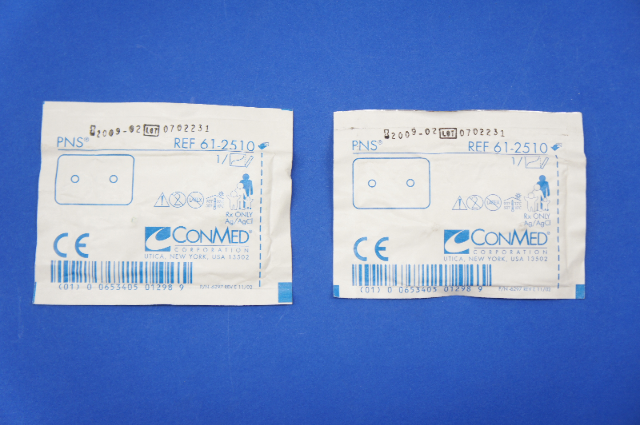 2009-02 LOT 0702231
PNS® REF 61-2510
1/
Rx ONLY
Ag/AgCl
CE
CONMED
CORPORATION
UTICA, NEW YORK, USA 13502
(01) 0 0653405 01298 9
2009-02 LOT 0702231
PNS® REF 61-2510
1/
Rx ONLY
Ag/AgCl
CE
CONMED
CORPORATION
UTICA, NEW YORK, USA 13502
(01) 0 0653405 01298 9